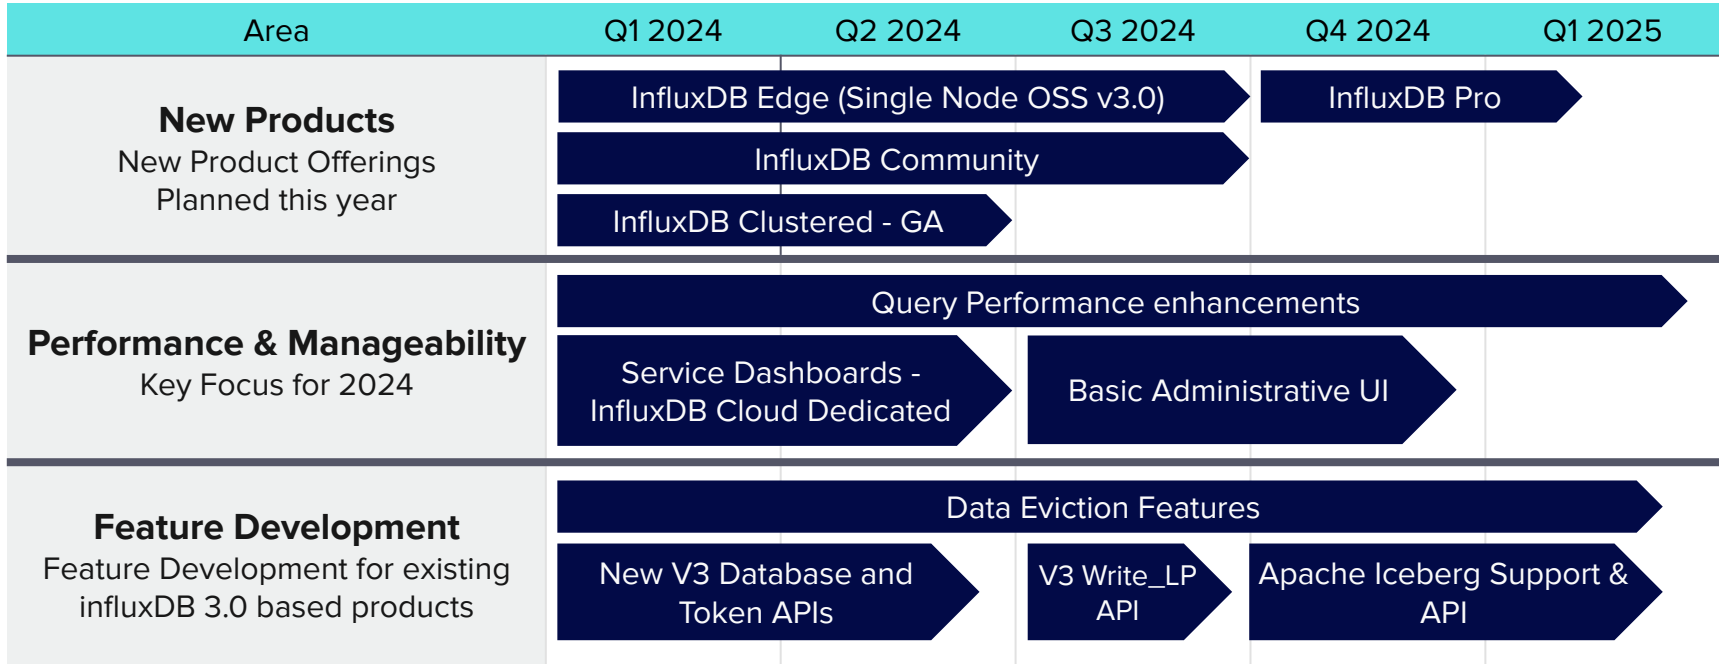 Area
Q1 2024
Q2 2024
Q3 2024
Q4 2024
Q1 2025
New Products
New Product Offerings
Planned this year
InfluxDB Edge (Single Node OSS v3.0)
InfluxDB Pro
InfluxDB Community
InfluxDB Clustered - GA
Performance & Manageability
Key Focus for 2024
Query Performance enhancements
Service Dashboards -
InfluxDB Cloud Dedicated
Basic Administrative UI
Feature Development
Feature Development for existing
influxDB 3.0 based products
Data Eviction Features
New V3 Database and
Token APIs
V3 Write_LP
API
Apache Iceberg Support &
API